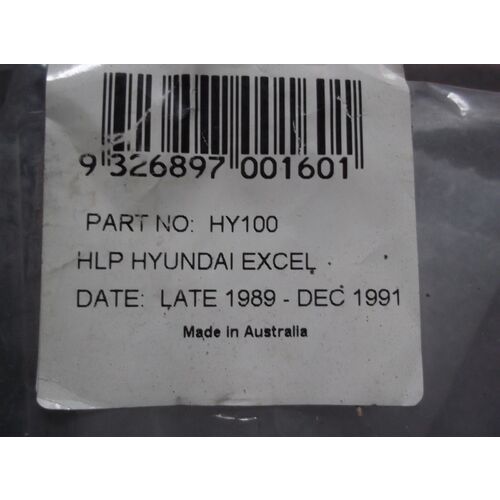 9 326897 001601
PART NO: HY100
HLP HYUNDAI EXCEL
DATE: LATE 1989 - DEC 1991
Made in Australia